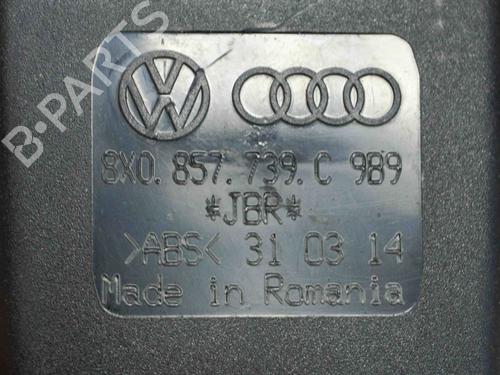 B-PARTS
8X0.857.739.C 9B9
*JBR*
>ABS< 31 03 14
Made in Romania